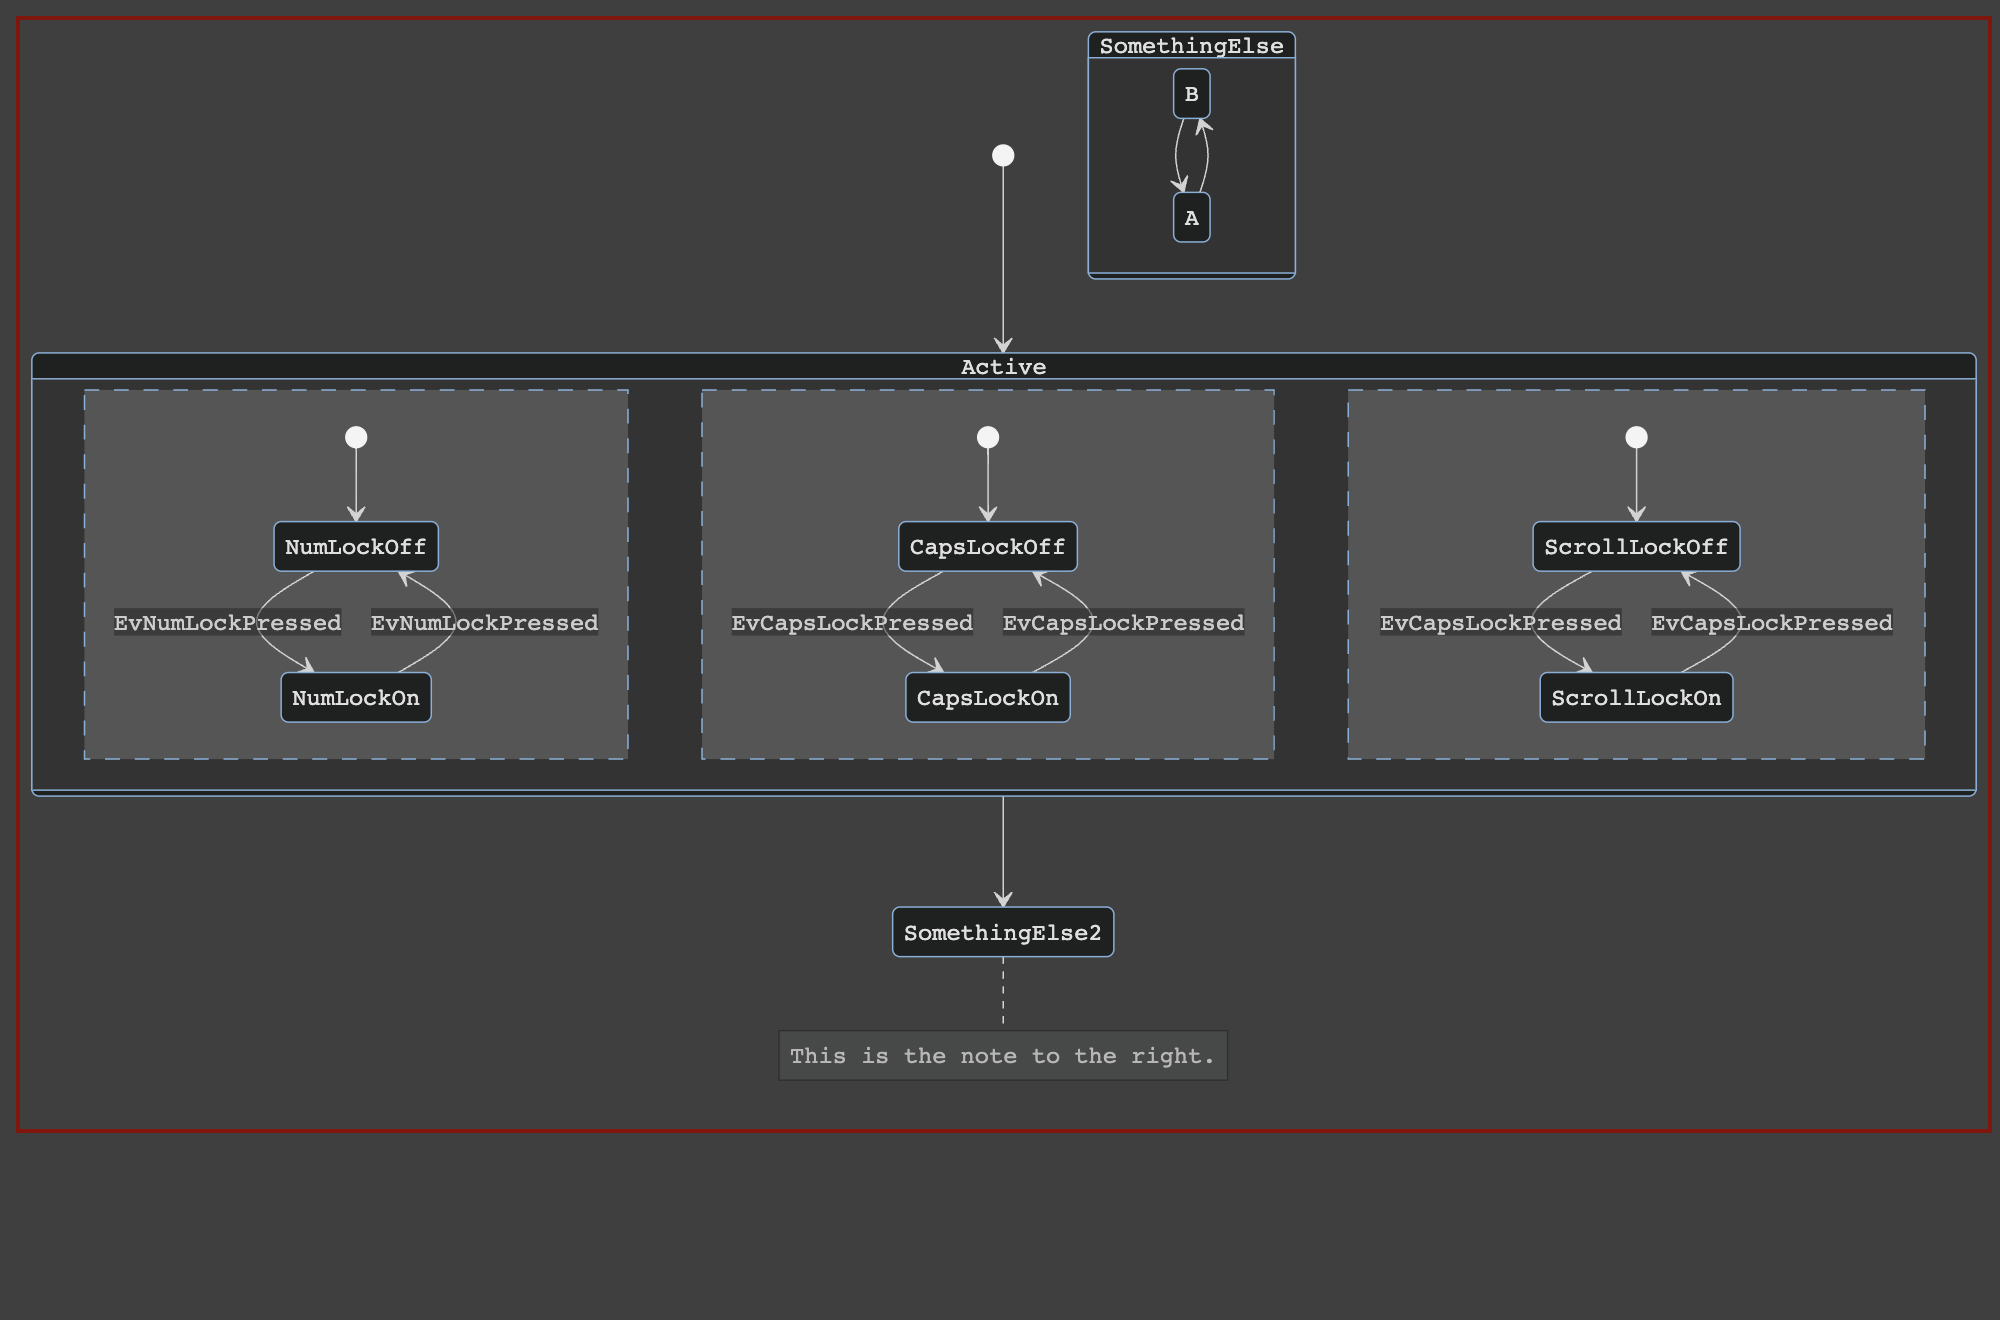 SomethingElse
B
A
Active
NumLockOff
CapsLockOff
ScrollLockOff
EvNumLockPressed
EvNumLockPressed
EvCapsLockPressed
EvCapsLockPressed
EvCapsLockPressed
EvCapsLockPressed
NumLockOn
CapsLockOn
ScrollLockOn
SomethingElse2
This is the note to the right.